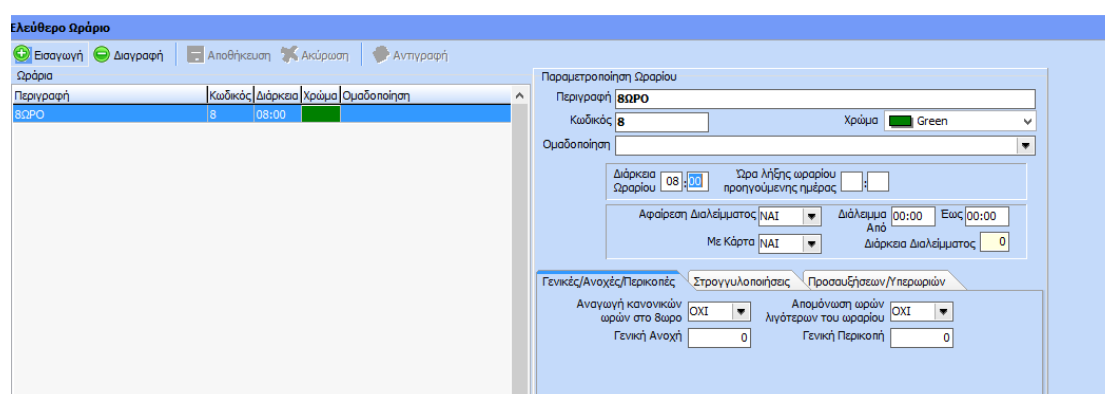 Ελεύθερο Ωράριο
Εισαγωγή Διαγραφή Αποθήκευση Ακύρωση Αντιγραφή
Ωράρια
Περιγραφή Κωδικός Διάρκεια Χρώμα Ομαδοποίηση
8ΩΡΟ 8 08:00
Παραμετροποίηση Ωραρίου
Περιγραφή 8ΩΡΟ
Κωδικός 8 Χρώμα Green
Ομαδοποίηση
Διάρκεια Ωραρίου 08 : 00 Ώρα λήξης ωραρίου προηγούμενης ημέρας :
Αφαίρεση Διαλείμματος ΝΑΙ Διάλειμμα Από 00:00 Έως 00:00
Με Κάρτα ΝΑΙ Διάρκεια Διαλείμματος 0
Γενικές/Ανοχές/Περικοπές Στρογγυλοποιήσεις Προσαυξήσεων/Υπερωριών
Αναγωγή κανονικών ωρών στο 8ωρο ΟΧΙ Απομόνωση ωρών λιγότερων του ωραρίου ΟΧΙ
Γενική Ανοχή 0 Γενική Περικοπή 0